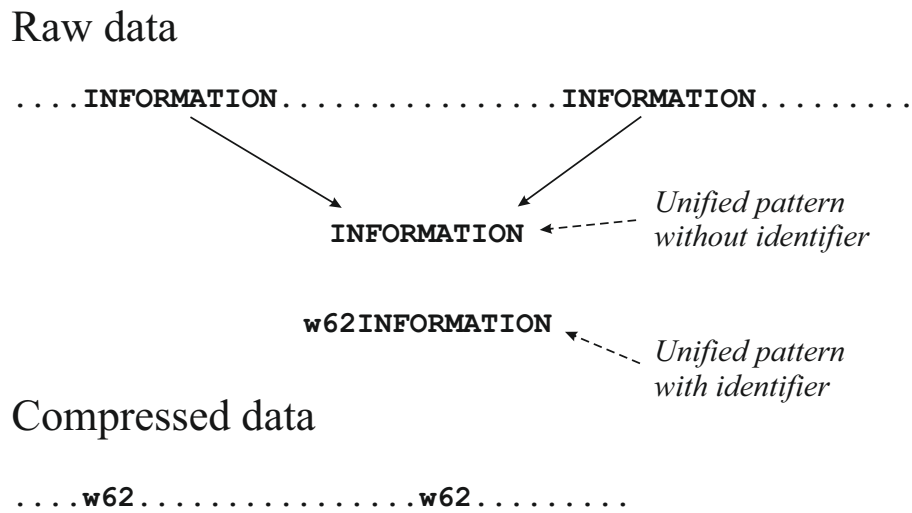 Raw data
....INFORMATION................INFORMATION.........
Unified pattern
without identifier
INFORMATION
w62INFORMATION
Unified pattern
with identifier
Compressed data
....w62................w62.........